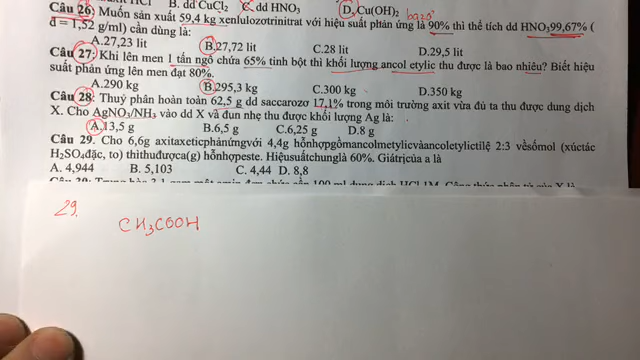 B. dd CuCl2 C. dd HNO3 D. Cu(OH)2
Câu 26: Muốn sản xuất 59,4 kg xenlulozotrinitrat với hiệu suất phản ứng là 90% thì thể tích dd HNO3 99,67% (
d = 1,52 g/ml) cần dùng là:
A.27,23 lit B.27,72 lit C.28 lit D.29,5 lit
Câu 27: Khi lên men 1 tấn ngô chứa 65% tinh bột thì khối lượng ancol etylic thu được là bao nhiêu? Biết hiệu
suất phản ứng lên men đạt 80%.
A.290 kg B.295,3 kg C.300 kg D.350 kg
Câu 28: Thuỷ phân hoàn toàn 62,5 g dd saccarozơ 17,1% trong môi trường axit vừa đủ ta thu được dung dịch
X. Cho AgNO3/NH3 vào dd X và đun nhẹ thu được khối lượng Ag là:
A.13,5 g B.6,5 g C.6,25 g D.8 g
Câu 29. Cho 6,6g axitaxeticphảnứngvới 4,4g hỗnhợpgồmancolmetylicvàancoletylictilệ 2:3 vềsốmol (xúctác
H2SO4đặc, to) thìthuđượca(g) hỗnhợpeste. Hiệusuấtchunglà 60%. Giátrịcủa a là
A. 4,944 B. 5,103 C. 4,44 D. 8,8
29.
CH3COOH